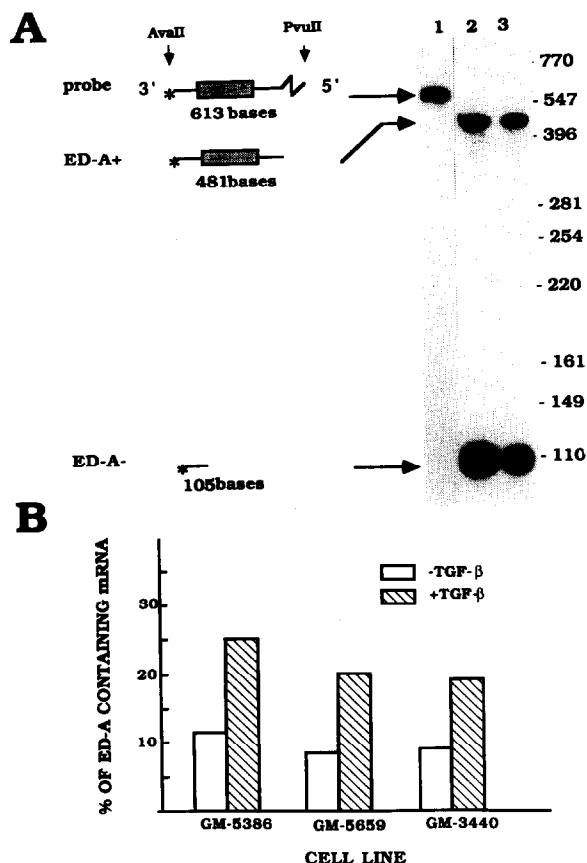 A
AvaII
PvuII
1 2 3
probe 3' * 5'
613 bases
ED-A+ *
481bases
- 770
- 547
- 396
- 281
- 254
- 220
- 161
- 149
- 110
ED-A- *
105bases
B
% OF ED-A CONTAINING mRNA
30
20
10
-TGF-β
+TGF-β
GM-5386 GM-5659 GM-3440
CELL LINE